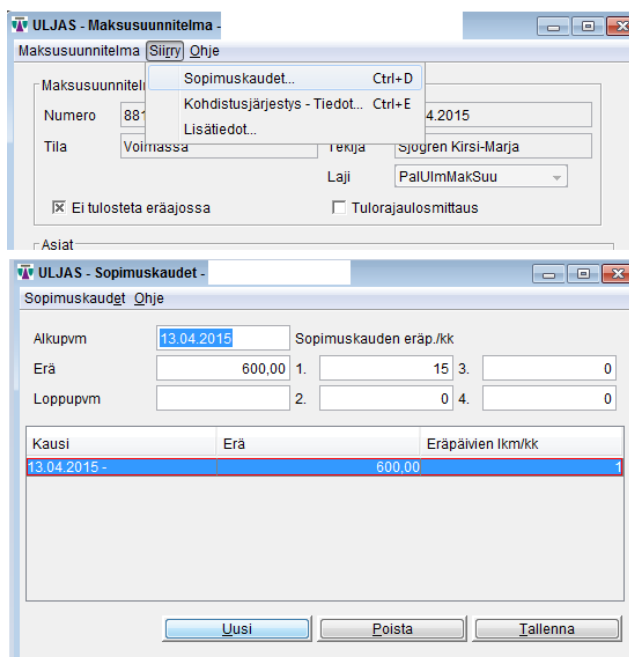 ULJAS - Maksusuunnitelma -
Maksusuunnitelma Siirry Ohje
Sopimuskaudet... Ctrl+D
Kohdistusjärjestys - Tiedot... Ctrl+E
Lisätiedot...
Numero 881 4.2015
Tila Voimassa Tekijä Sjögren Kirsi-Marja
Laji PalUlmMakSuu
Ei tulosteta eräajossa Tulorajaulosmittaus
Asiat
ULJAS - Sopimuskaudet -
Sopimuskaudet Ohje
Alkupvm 13.04.2015 Sopimuskauden eräp./kk
Erä 600,00 1. 15 3. 0
Loppupvm 2. 0 4. 0
Kausi Erä Eräpäivien lkm/kk
13.04.2015 - 600,00 1
Uusi Poista Tallenna